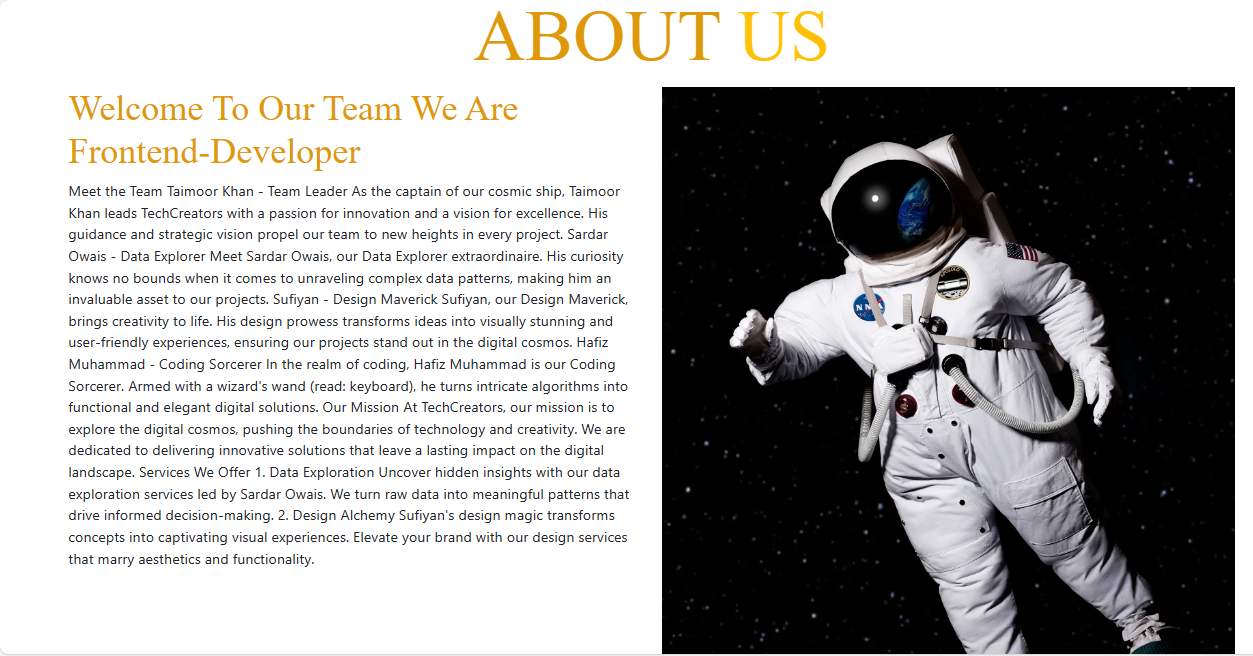 ABOUT US
Welcome To Our Team We Are
Frontend-Developer
Meet the Team Taimoor Khan - Team Leader As the captain of our cosmic ship, Taimoor
Khan leads TechCreators with a passion for innovation and a vision for excellence. His
guidance and strategic vision propel our team to new heights in every project. Sardar
Owais - Data Explorer Meet Sardar Owais, our Data Explorer extraordinaire. His curiosity
knows no bounds when it comes to unraveling complex data patterns, making him an
invaluable asset to our projects. Sufiyan - Design Maverick Sufiyan, our Design Maverick,
brings creativity to life. His design prowess transforms ideas into visually stunning and
user-friendly experiences, ensuring our projects stand out in the digital cosmos. Hafiz
Muhammad - Coding Sorcerer In the realm of coding, Hafiz Muhammad is our Coding
Sorcerer. Armed with a wizard's wand (read: keyboard), he turns intricate algorithms into
functional and elegant digital solutions. Our Mission At TechCreators, our mission is to
explore the digital cosmos, pushing the boundaries of technology and creativity. We are
dedicated to delivering innovative solutions that leave a lasting impact on the digital
landscape. Services We Offer 1. Data Exploration Uncover hidden insights with our data
exploration services led by Sardar Owais. We turn raw data into meaningful patterns that
drive informed decision-making. 2. Design Alchemy Sufiyan's design magic transforms
concepts into captivating visual experiences. Elevate your brand with our design services
that marry aesthetics and functionality.